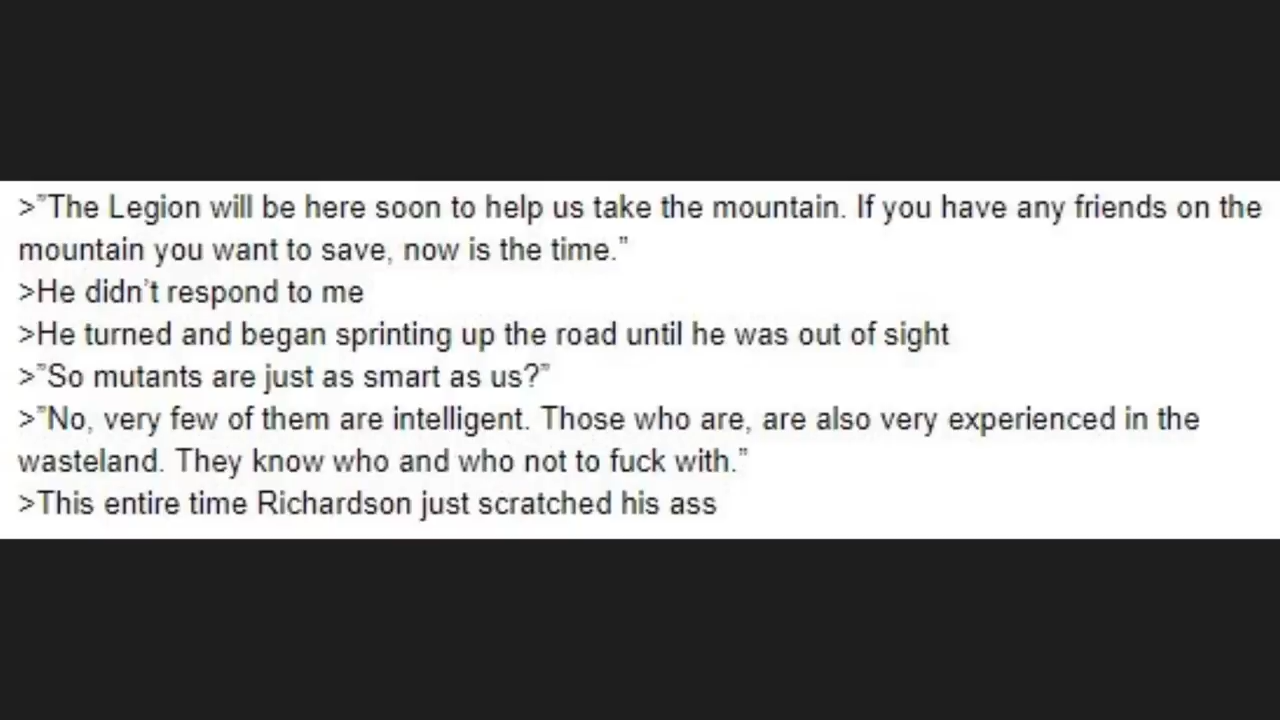 >”The Legion will be here soon to help us take the mountain. If you have any friends on the
mountain you want to save, now is the time.”
>He didn’t respond to me
>He turned and began sprinting up the road until he was out of sight
>”So mutants are just as smart as us?”
>”No, very few of them are intelligent. Those who are, are also very experienced in the
wasteland. They know who and who not to fuck with.”
>This entire time Richardson just scratched his ass